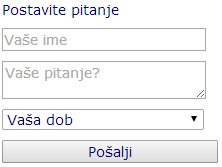 Postavite pitanje
Vaše ime
Vaše pitanje?
Vaša dob
Pošalji